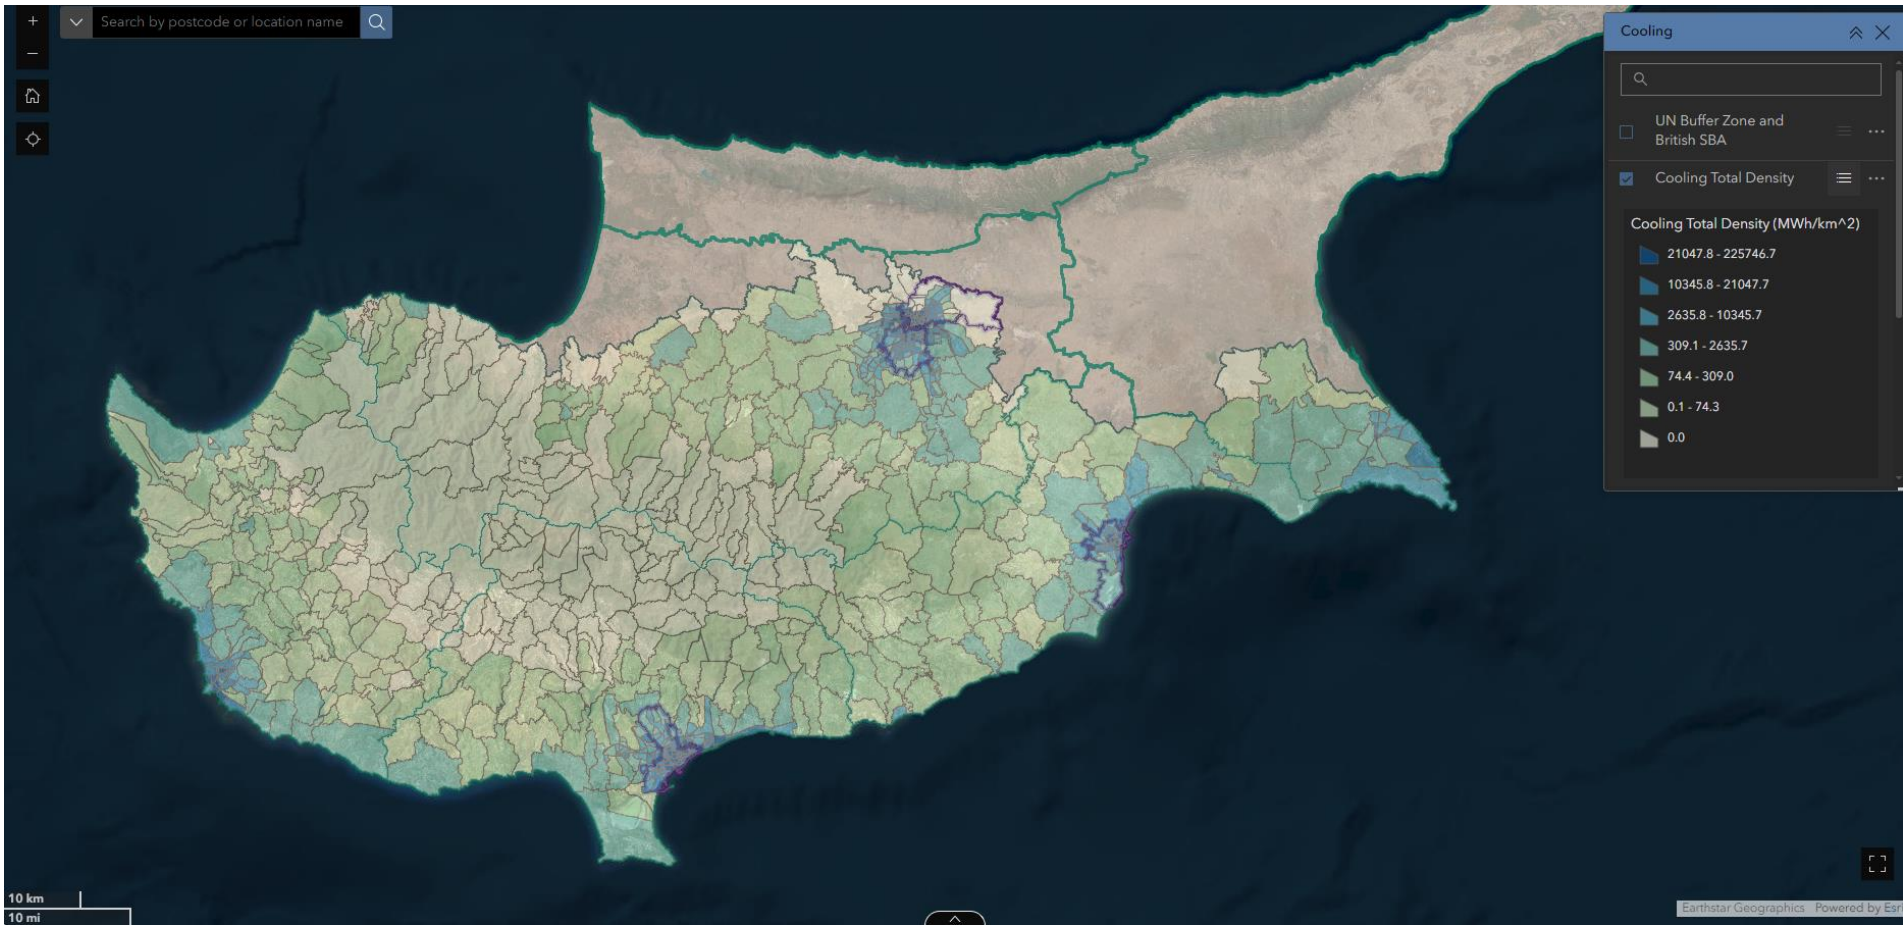 +
Search by postcode or location name
−
Cooling
UN Buffer Zone and
British SBA
Cooling Total Density
Cooling Total Density (MWh/km^2)
21047.8 - 225746.7
10345.8 - 21047.7
2635.8 - 10345.7
309.1 - 2635.7
74.4 - 309.0
0.1 - 74.3
0.0
10 km
10 mi
Earthstar Geographics Powered by Esri